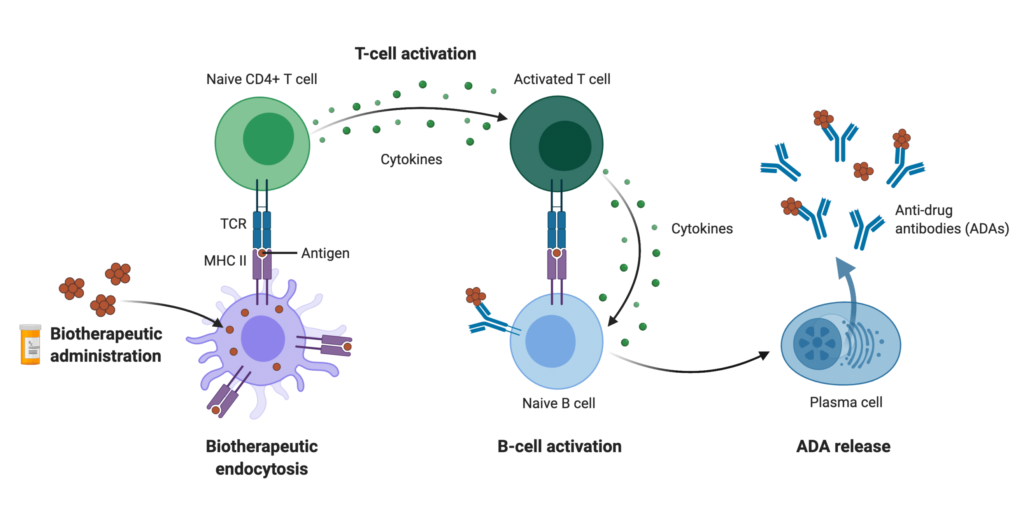 T-cell activation
Naive CD4+ T cell
Activated T cell
Cytokines
TCR
MHC II
Antigen
Cytokines
Anti-drug
antibodies (ADAs)
Biotherapeutic
administration
Naive B cell
Plasma cell
Biotherapeutic
endocytosis
B-cell activation
ADA release